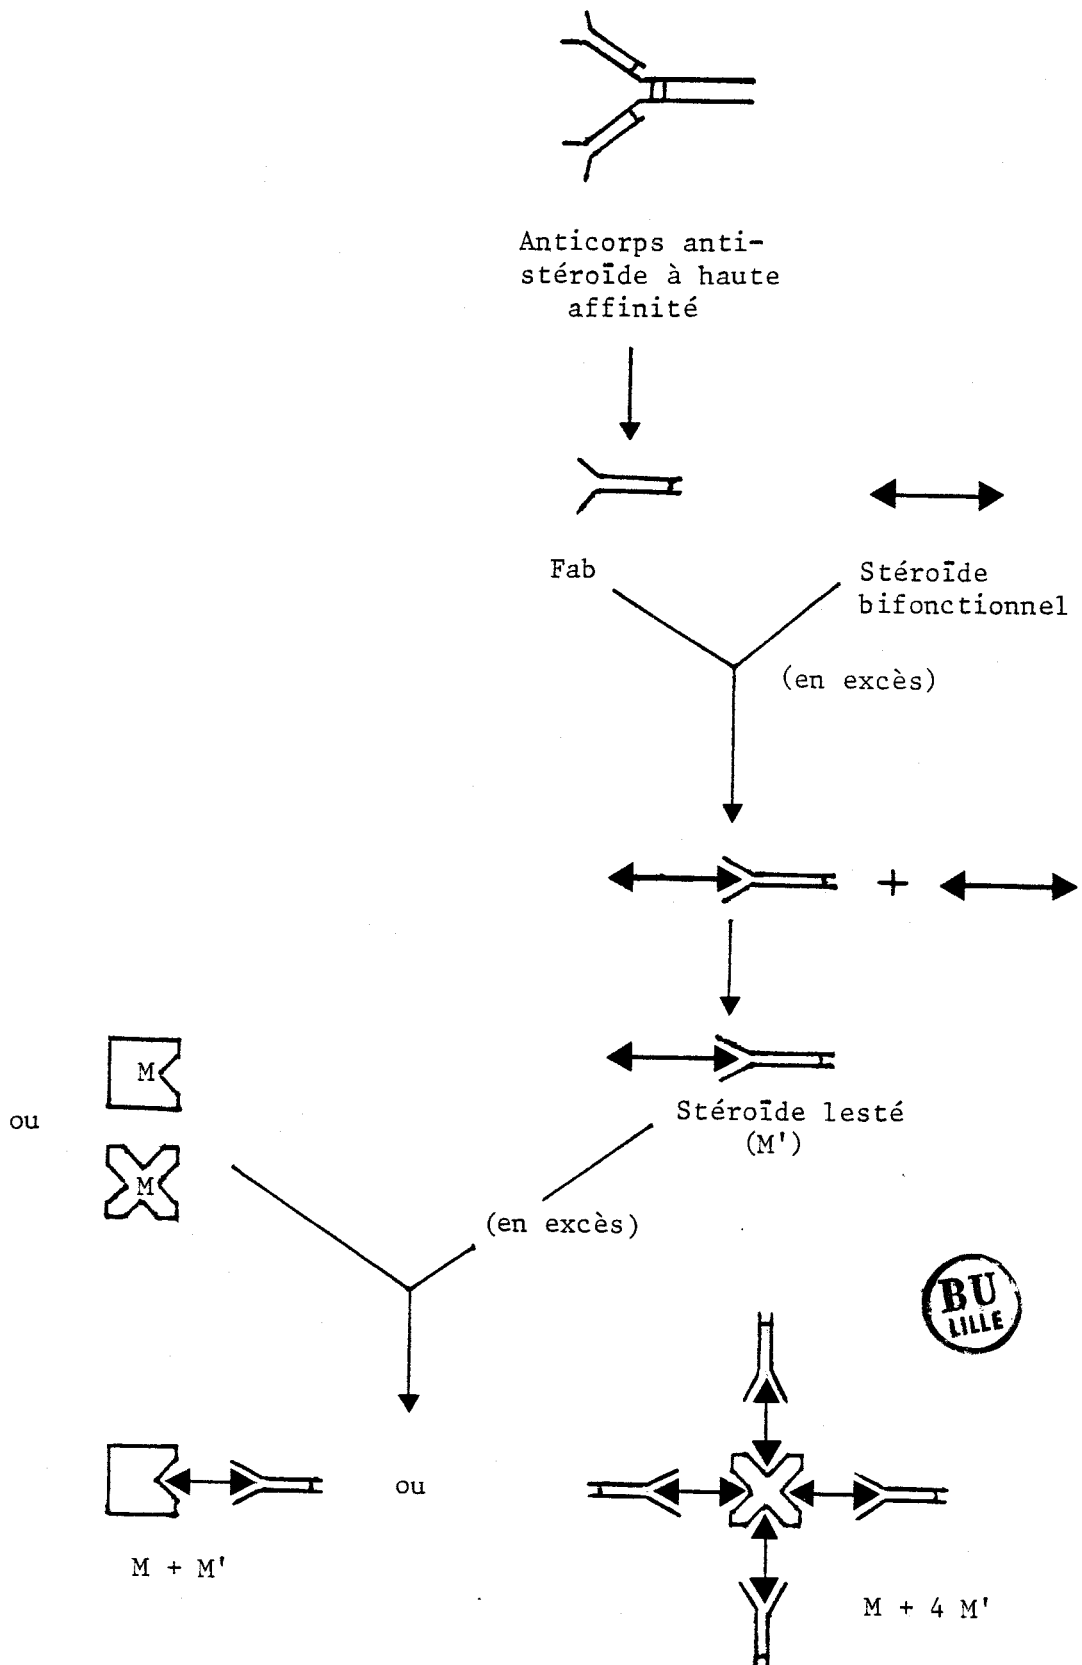 Anticorps anti-
stéroïde à haute
affinité
Fab
Stéroïde
bifonctionnel
(en excès)
+
M
ou
M
Stéroïde lesté
(M')
(en excès)
BU
LILLE
ou
M + M'
M + 4 M'